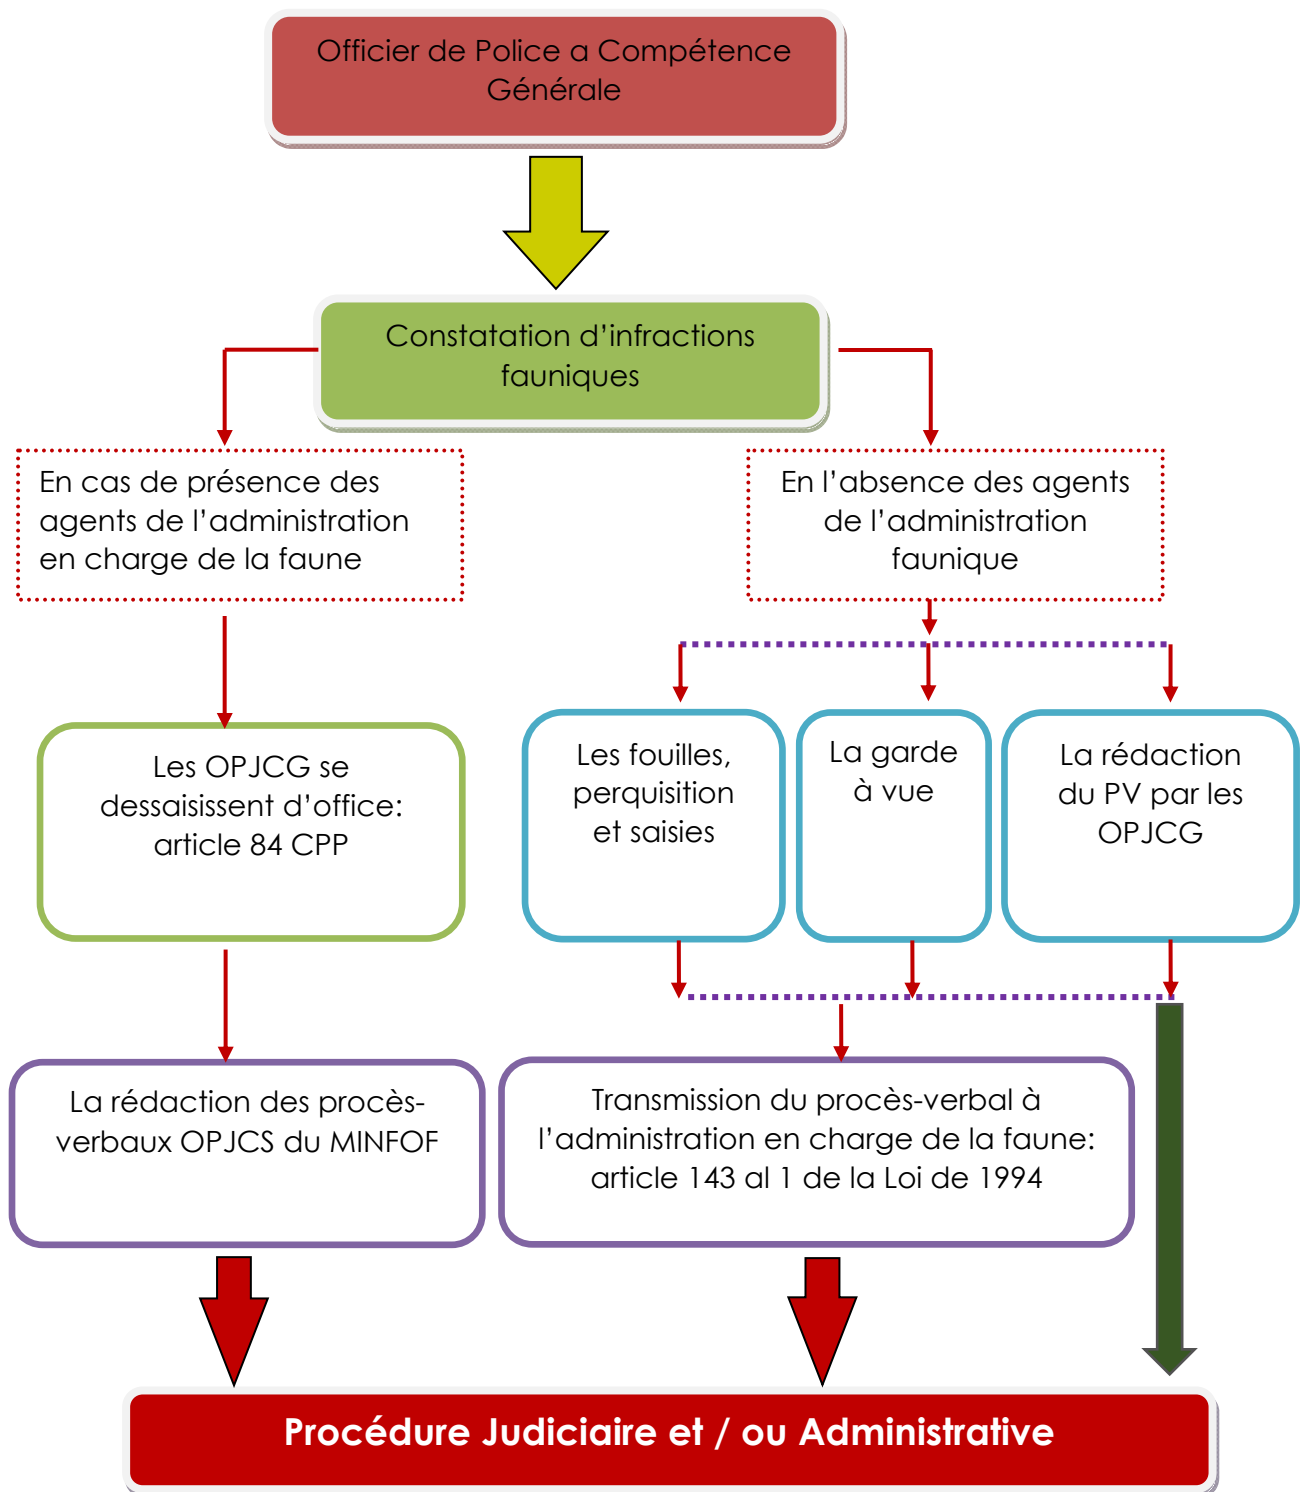 Officier de Police a Compétence
Générale
Constatation d’infractions
fauniques
En cas de présence des
agents de l’administration
en charge de la faune
En l’absence des agents
de l’administration
faunique
Les OPJCG se
dessaisissent d’office:
article 84 CPP
Les fouilles,
perquisition
et saisies
La garde
à vue
La rédaction
du PV par les
OPJCG
La rédaction des procès-
verbaux OPJCS du MINFOF
Transmission du procès-verbal à
l’administration en charge de la faune:
article 143 al 1 de la Loi de 1994
Procédure Judiciaire et / ou Administrative